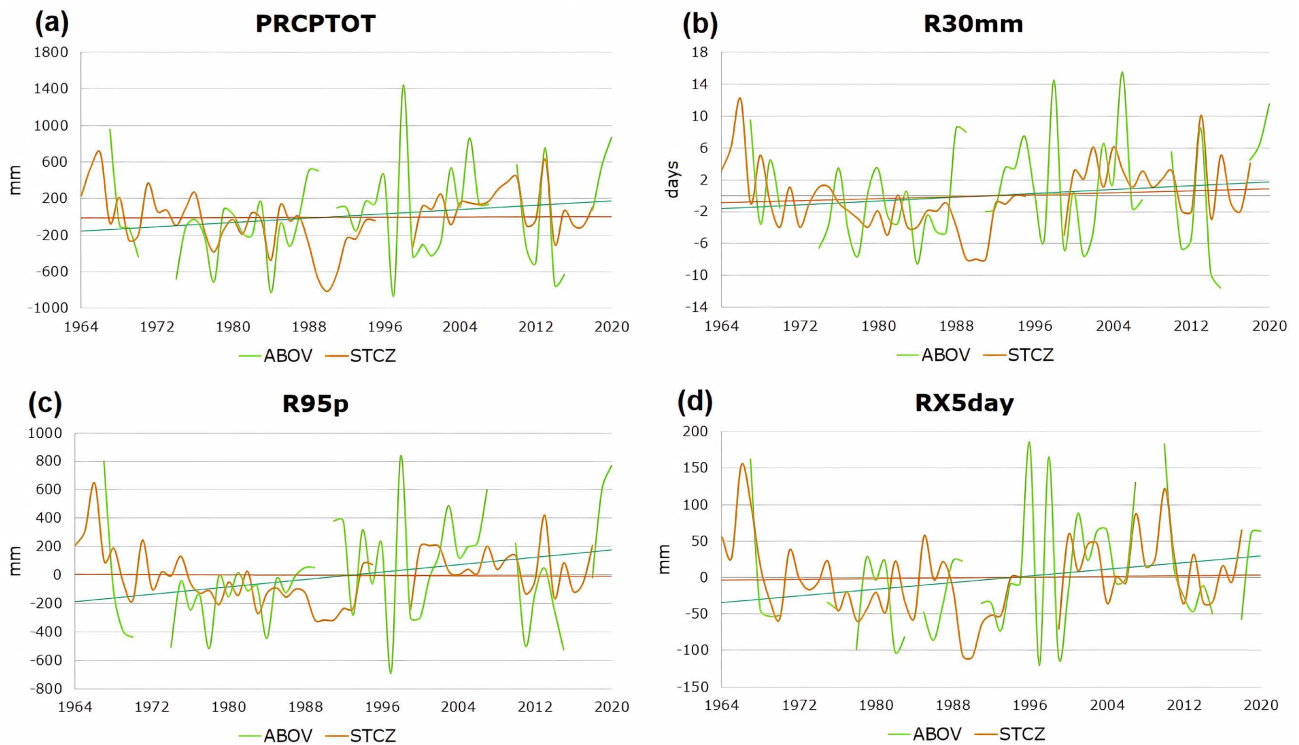 (a) PRCPTOT
1800
1400
1000
600
200
-200
-600
-1000
mm
1964 1972 1980 1988 1996 2004 2012 2020
ABOV STCZ
(b) R30mm
18
14
10
6
2
-2
-6
-10
-14
days
1964 1972 1980 1988 1996 2004 2012 2020
ABOV STCZ
(c) R95p
1000
800
600
400
200
0
-200
-400
-600
-800
mm
1964 1972 1980 1988 1996 2004 2012 2020
ABOV STCZ
(d) RX5day
200
150
100
50
0
-50
-100
-150
mm
1964 1972 1980 1988 1996 2004 2012 2020
ABOV STCZ